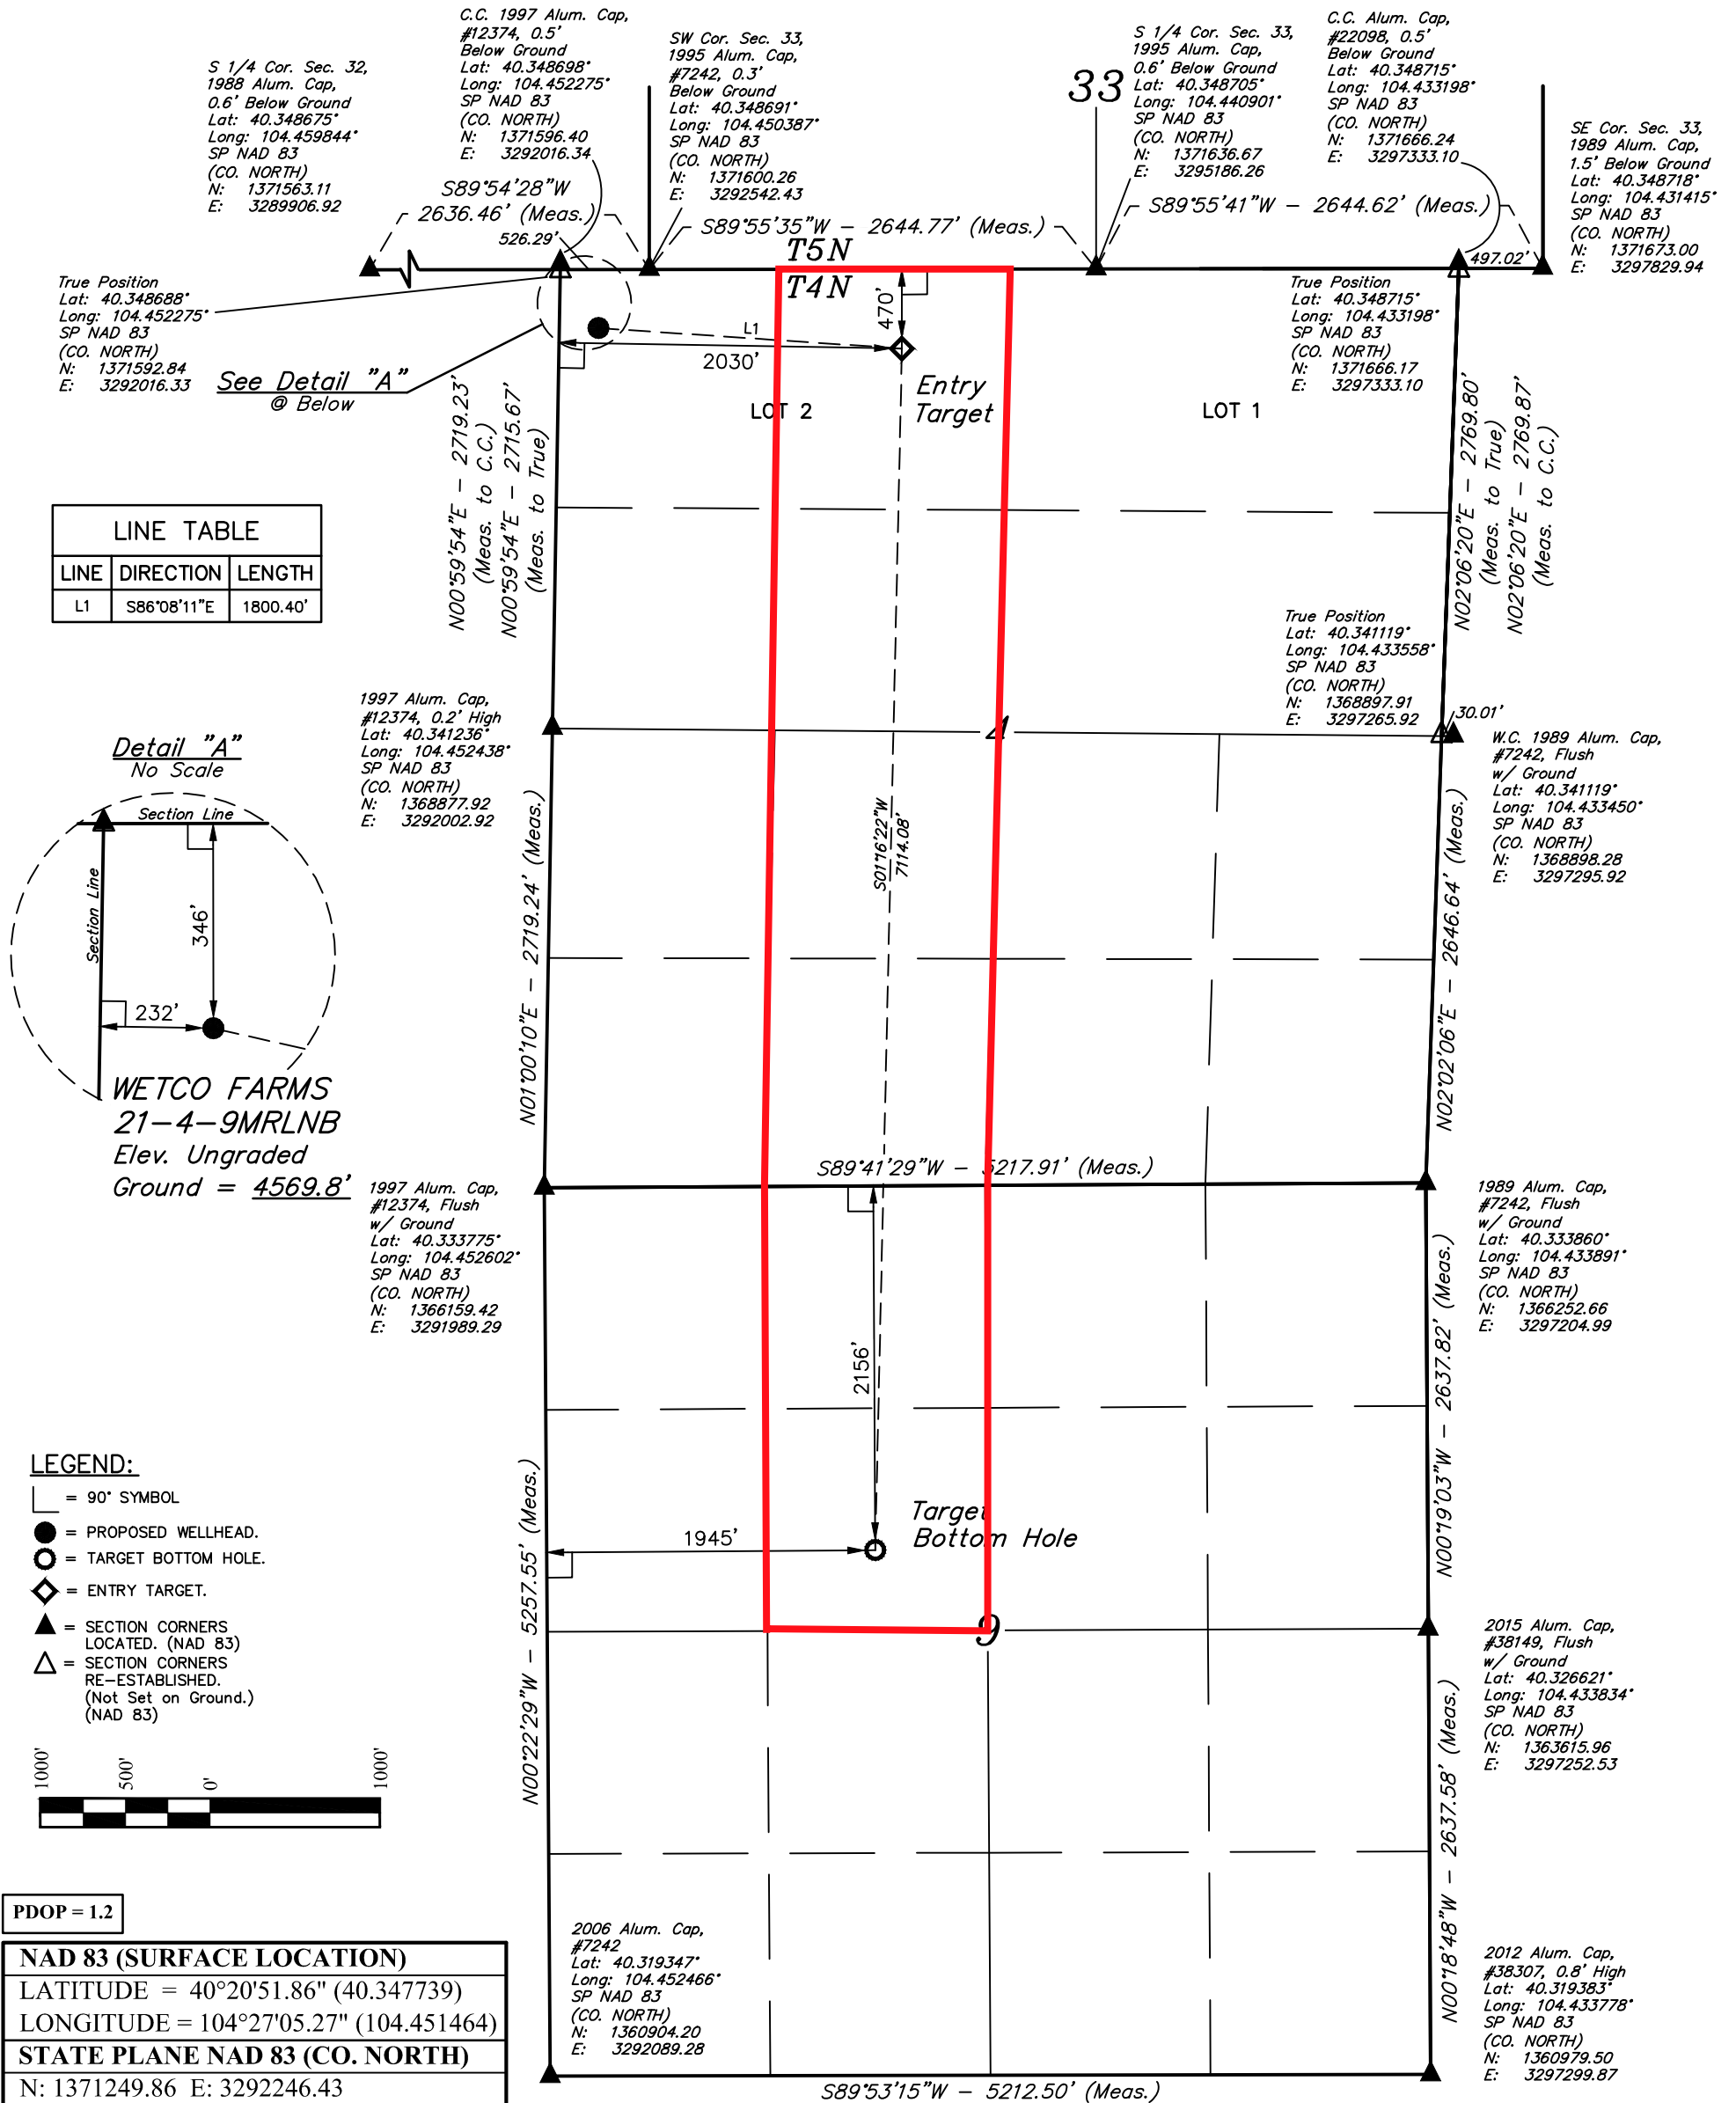 S 1/4 Cor. Sec. 32,
1988 Alum. Cap,
0.6' Below Ground
Lat: 40.348675°
Long: 104.459844°
SP NAD 83
(CO. NORTH)
N: 1371563.11
E: 3289906.92
C.C. 1997 Alum. Cap,
#12374, 0.5'
Below Ground
Lat: 40.348698°
Long: 104.452275°
SP NAD 83
(CO. NORTH)
N: 1371596.40
E: 3292016.34
SW Cor. Sec. 33,
1995 Alum. Cap,
#7242, 0.3'
Below Ground
Lat: 40.348691°
Long: 104.450387°
SP NAD 83
(CO. NORTH)
N: 1371600.26
E: 3292542.43
33
S 1/4 Cor. Sec. 33,
1995 Alum. Cap,
0.6' Below Ground
Lat: 40.348705°
Long: 104.440901°
SP NAD 83
(CO. NORTH)
N: 1371636.67
E: 3295186.26
C.C. Alum. Cap,
#22098, 0.5'
Below Ground
Lat: 40.348715°
Long: 104.433198°
SP NAD 83
(CO. NORTH)
N: 1371666.24
E: 3297333.10
SE Cor. Sec. 33,
1989 Alum. Cap,
1.5' Below Ground
Lat: 40.348718°
Long: 104.431415°
SP NAD 83
(CO. NORTH)
N: 1371673.00
E: 3297829.94
S89°54'28"W
2636.46' (Meas.)
526.29'
S89°55'35"W – 2644.77' (Meas.)
S89°55'41"W – 2644.62' (Meas.)
497.02'
T5N
T4N
True Position
Lat: 40.348688°
Long: 104.452275°
SP NAD 83
(CO. NORTH)
N: 1371592.84
E: 3292016.33
See Detail "A"
@ Below
470'
L1
2030'
Entry
Target
LOT 2
LOT 1
True Position
Lat: 40.348715°
Long: 104.433198°
SP NAD 83
(CO. NORTH)
N: 1371666.17
E: 3297333.10
N00°59'54"E – 2719.23'
(Meas. to C.C.)
N00°59'54"E – 2715.67'
(Meas. to True)
N02°06'20"E – 2769.80'
(Meas. to True)
N02°06'20"E – 2769.87'
(Meas. to C.C.)
LINE TABLE
LINE DIRECTION LENGTH
L1 S86°08'11"E 1800.40'
True Position
Lat: 40.341119°
Long: 104.433558°
SP NAD 83
(CO. NORTH)
N: 1368897.91
E: 3297265.92
30.01'
4
1997 Alum. Cap,
#12374, 0.2' High
Lat: 40.341236°
Long: 104.452438°
SP NAD 83
(CO. NORTH)
N: 1368877.92
E: 3292002.92
W.C. 1989 Alum. Cap,
#7242, Flush
w/ Ground
Lat: 40.341119°
Long: 104.433450°
SP NAD 83
(CO. NORTH)
N: 1368898.28
E: 3297295.92
Detail "A"
No Scale
Section Line
Section Line
346'
232'
WETCO FARMS
21–4–9MRLNB
Elev. Ungraded
Ground = 4569.8'
N01°00'10"E – 2719.24' (Meas.)
S01°16'22"W
7114.08'
N02°02'06"E – 2646.64' (Meas.)
S89°41'29"W – 5217.91' (Meas.)
1997 Alum. Cap,
#12374, Flush
w/ Ground
Lat: 40.333775°
Long: 104.452602°
SP NAD 83
(CO. NORTH)
N: 1366159.42
E: 3291989.29
1989 Alum. Cap,
#7242, Flush
w/ Ground
Lat: 40.333860°
Long: 104.433891°
SP NAD 83
(CO. NORTH)
N: 1366252.66
E: 3297204.99
2156'
N00°19'03"W – 2637.82' (Meas.)
1945'
Target
Bottom Hole
9
N00°22'29"W – 5257.55' (Meas.)
LEGEND:
= 90° SYMBOL
= PROPOSED WELLHEAD.
= TARGET BOTTOM HOLE.
= ENTRY TARGET.
= SECTION CORNERS
LOCATED. (NAD 83)
= SECTION CORNERS
RE–ESTABLISHED.
(Not Set on Ground.)
(NAD 83)
2015 Alum. Cap,
#38149, Flush
w/ Ground
Lat: 40.326621°
Long: 104.433834°
SP NAD 83
(CO. NORTH)
N: 1363615.96
E: 3297252.53
1000' 500' 0' 1000'
N00°18'48"W – 2637.58' (Meas.)
PDOP = 1.2
NAD 83 (SURFACE LOCATION)
LATITUDE = 40°20'51.86" (40.347739)
LONGITUDE = 104°27'05.27" (104.451464)
STATE PLANE NAD 83 (CO. NORTH)
N: 1371249.86 E: 3292246.43
2006 Alum. Cap,
#7242
Lat: 40.319347°
Long: 104.452466°
SP NAD 83
(CO. NORTH)
N: 1360904.20
E: 3292089.28
2012 Alum. Cap,
#38307, 0.8' High
Lat: 40.319383°
Long: 104.433778°
SP NAD 83
(CO. NORTH)
N: 1360979.50
E: 3297299.87
S89°53'15"W – 5212.50' (Meas.)